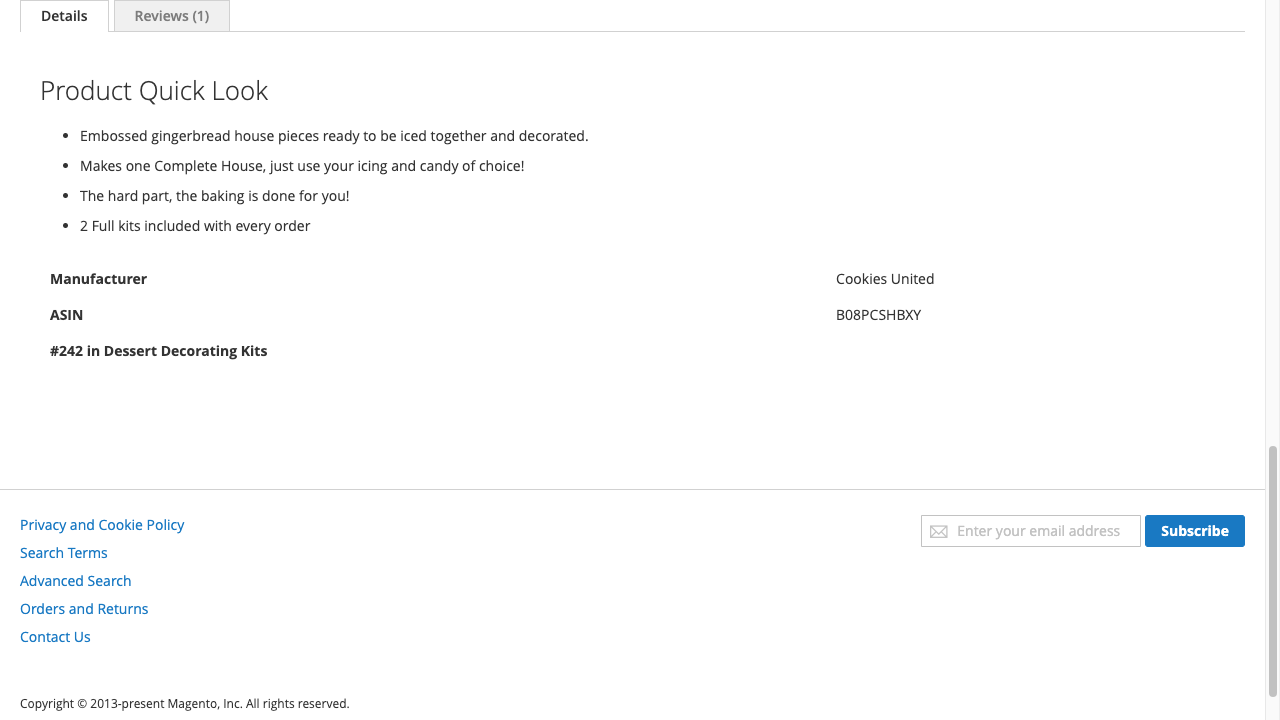 Details
Reviews (1)
Product Quick Look
Embossed gingerbread house pieces ready to be iced together and decorated.
Makes one Complete House, just use your icing and candy of choice!
The hard part, the baking is done for you!
2 Full kits included with every order
Manufacturer Cookies United
ASIN B08PCSHBXY
#242 in Dessert Decorating Kits
Privacy and Cookie Policy
Search Terms
Advanced Search
Orders and Returns
Contact Us
Enter your email address
Subscribe
Copyright © 2013-present Magento, Inc. All rights reserved.